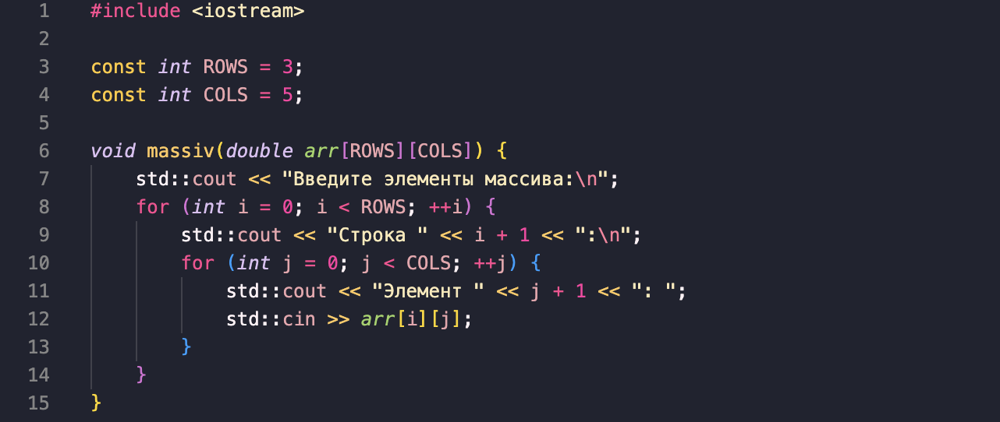 1 #include <iostream>
2
3 const int ROWS = 3;
4 const int COLS = 5;
5
6 void massiv(double arr[ROWS][COLS]) {
7     std::cout << "Введите элементы массива:\n";
8     for (int i = 0; i < ROWS; ++i) {
9         std::cout << "Строка " << i + 1 << ":\n";
10         for (int j = 0; j < COLS; ++j) {
11             std::cout << "Элемент " << j + 1 << ": ";
12             std::cin >> arr[i][j];
13         }
14     }
15 }